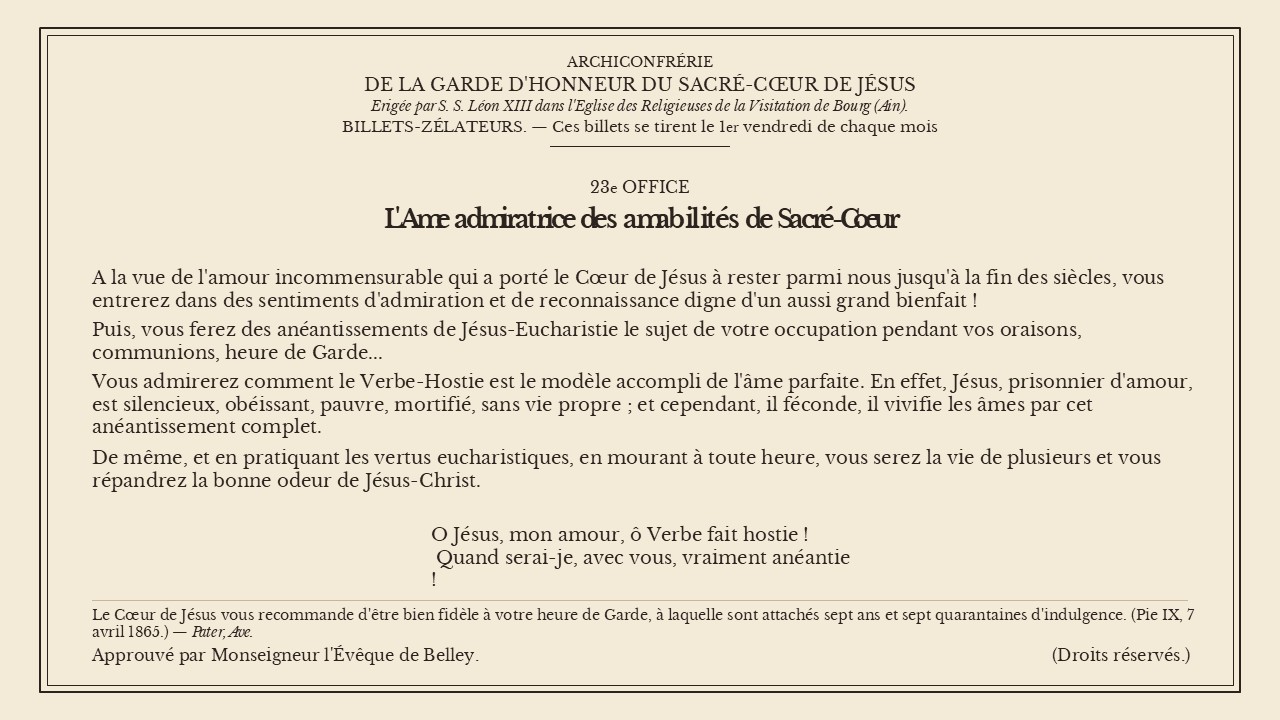 ARCHICONFRÉRIE
DE LA GARDE D'HONNEUR DU SACRÉ-CŒUR DE JÉSUS
Erigée par S. S. Léon XIII dans l'Eglise des Religieuses de la Visitation de Bourg (Ain).
BILLETS-ZÉLATEURS. — Ces billets se tirent le 1er vendredi de chaque mois
23e OFFICE
L'Ame admiratrice des amabilités de Sacré-Cœur
A la vue de l'amour incommensurable qui a porté le Cœur de Jésus à rester parmi nous jusqu'à la fin des siècles, vous
entrerez dans des sentiments d'admiration et de reconnaissance digne d'un aussi grand bienfait !
Puis, vous ferez des anéantissements de Jésus-Eucharistie le sujet de votre occupation pendant vos oraisons,
communions, heure de Garde...
Vous admirerez comment le Verbe-Hostie est le modèle accompli de l'âme parfaite. En effet, Jésus, prisonnier d'amour,
est silencieux, obéissant, pauvre, mortifié, sans vie propre ; et cependant, il féconde, il vivifie les âmes par cet
anéantissement complet.
De même, et en pratiquant les vertus eucharistiques, en mourant à toute heure, vous serez la vie de plusieurs et vous
répandrez la bonne odeur de Jésus-Christ.
O Jésus, mon amour, ô Verbe fait hostie !
Quand serai-je, avec vous, vraiment anéantie
!
Le Cœur de Jésus vous recommande d'être bien fidèle à votre heure de Garde, à laquelle sont attachés sept ans et sept quarantaines d'indulgence. (Pie IX, 7
avril 1865.) — Pater, Ave.
Approuvé par Monseigneur l'Évêque de Belley.
(Droits réservés.)